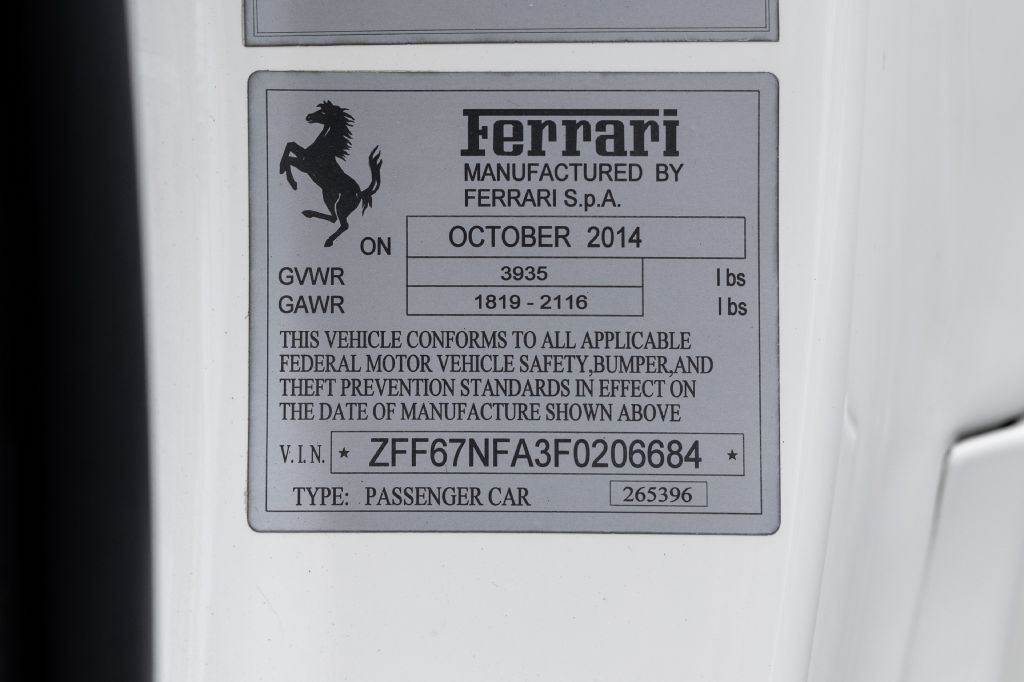 Ferrari
MANUFACTURED BY
FERRARI S.p.A.
ON OCTOBER 2014
GVWR 3935 lbs
GAWR 1819 - 2116 lbs
THIS VEHICLE CONFORMS TO ALL APPLICABLE
FEDERAL MOTOR VEHICLE SAFETY,BUMPER,AND
THEFT PREVENTION STANDARDS IN EFFECT ON
THE DATE OF MANUFACTURE SHOWN ABOVE
V.I.N. ★ ZFF67NFA3F0206684 ★
TYPE: PASSENGER CAR 265396